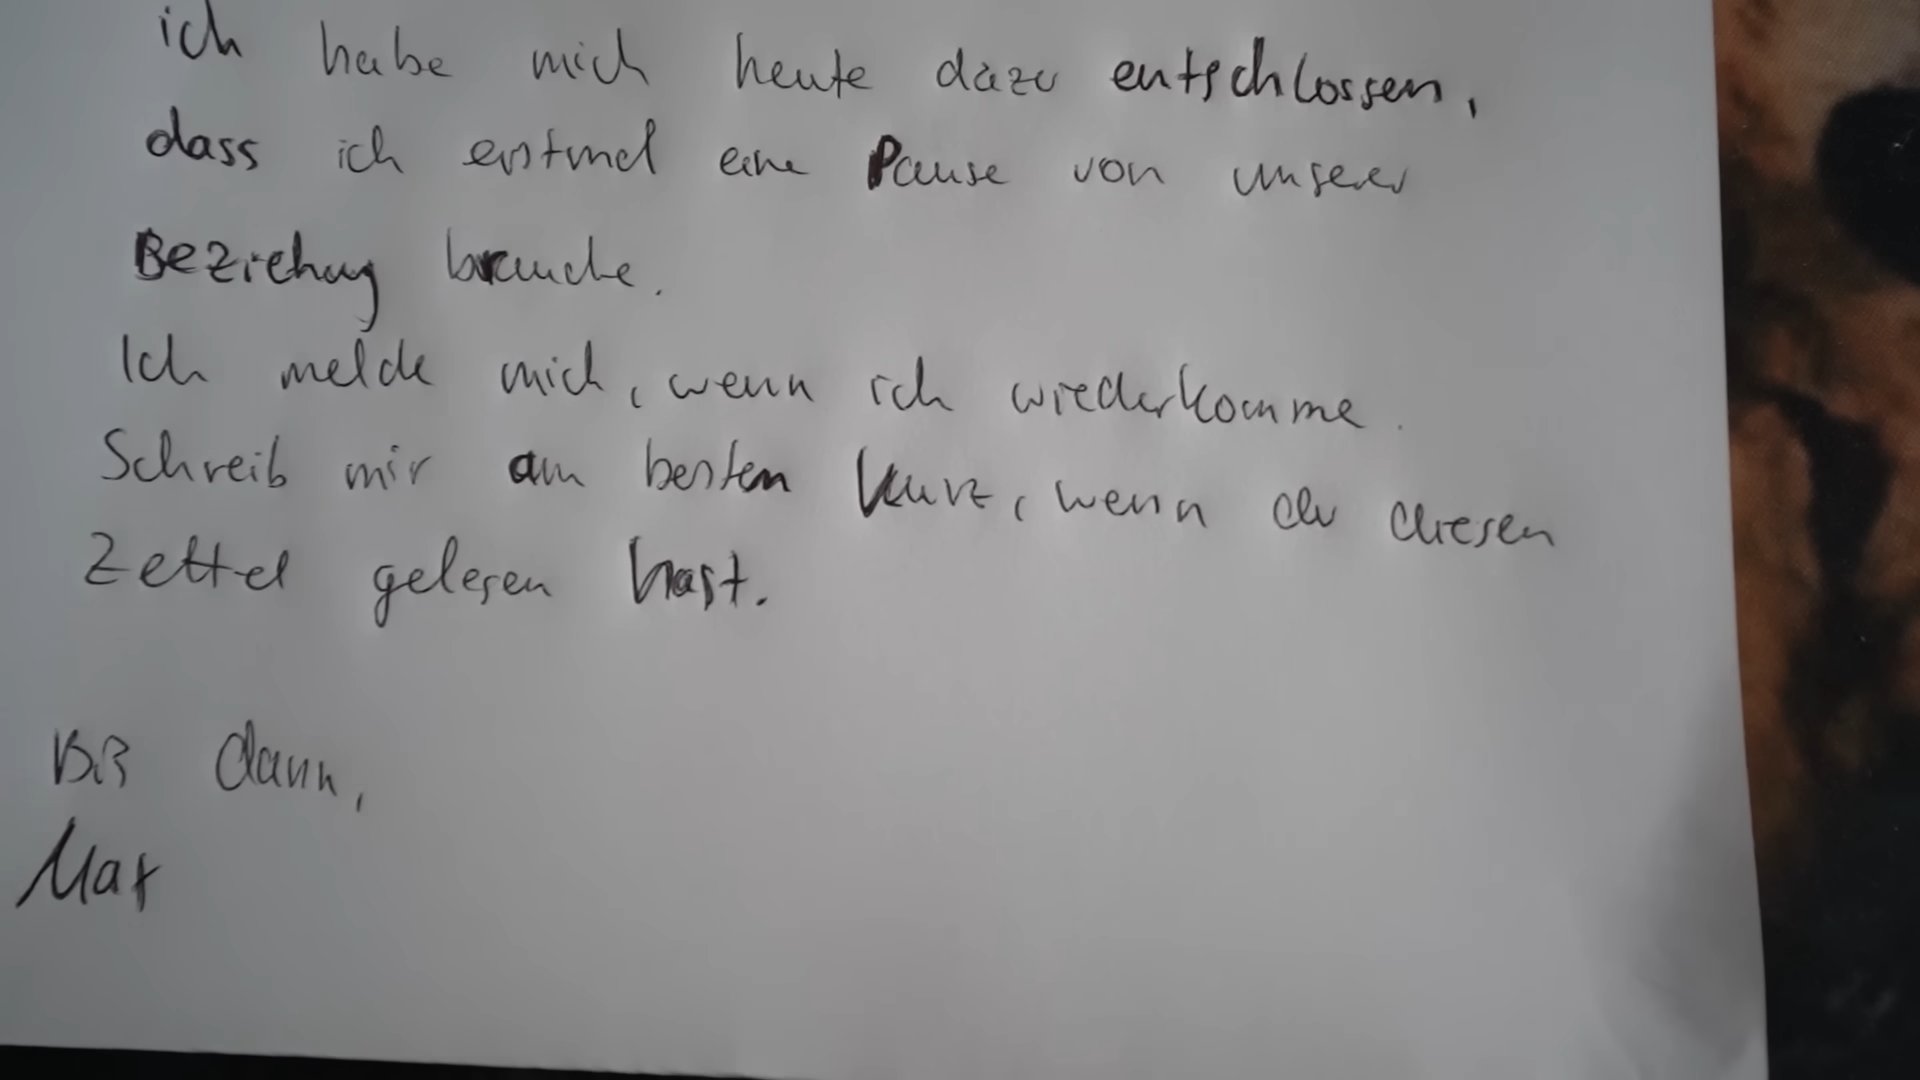 ich habe mich heute dazu entschlossen,
dass ich erstmal eine Pause von unserer
Beziehung brauche.
Ich melde mich, wenn ich wiederkomme.
Schreib mir am besten kurz, wenn du diesen
Zettel gelesen hast.
Bis dann,
Max